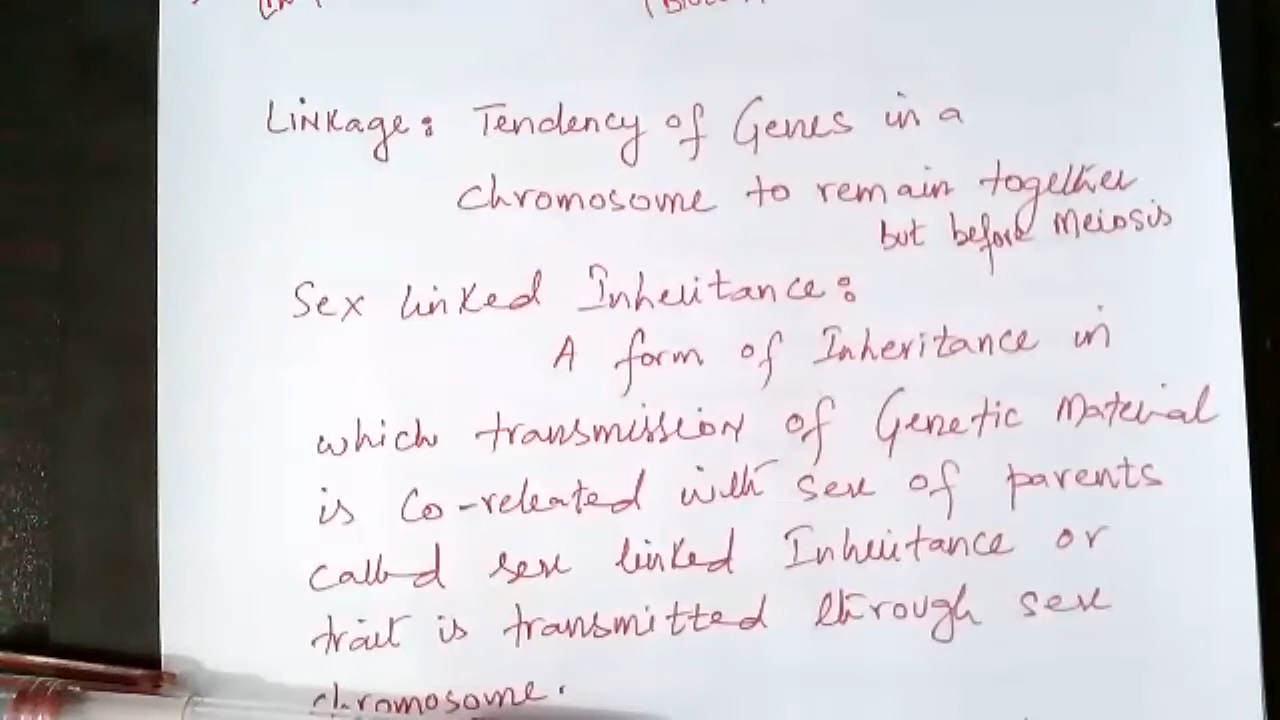 Linkage: Tendency of Genes in a
chromosome to remain together
but before Meiosis
Sex linked Inheritance:
A form of Inheritance in
which transmission of Genetic Material
is Co-releated with sex of parents
called sex linked Inheritance or
trait is transmitted through sex
chromosome.